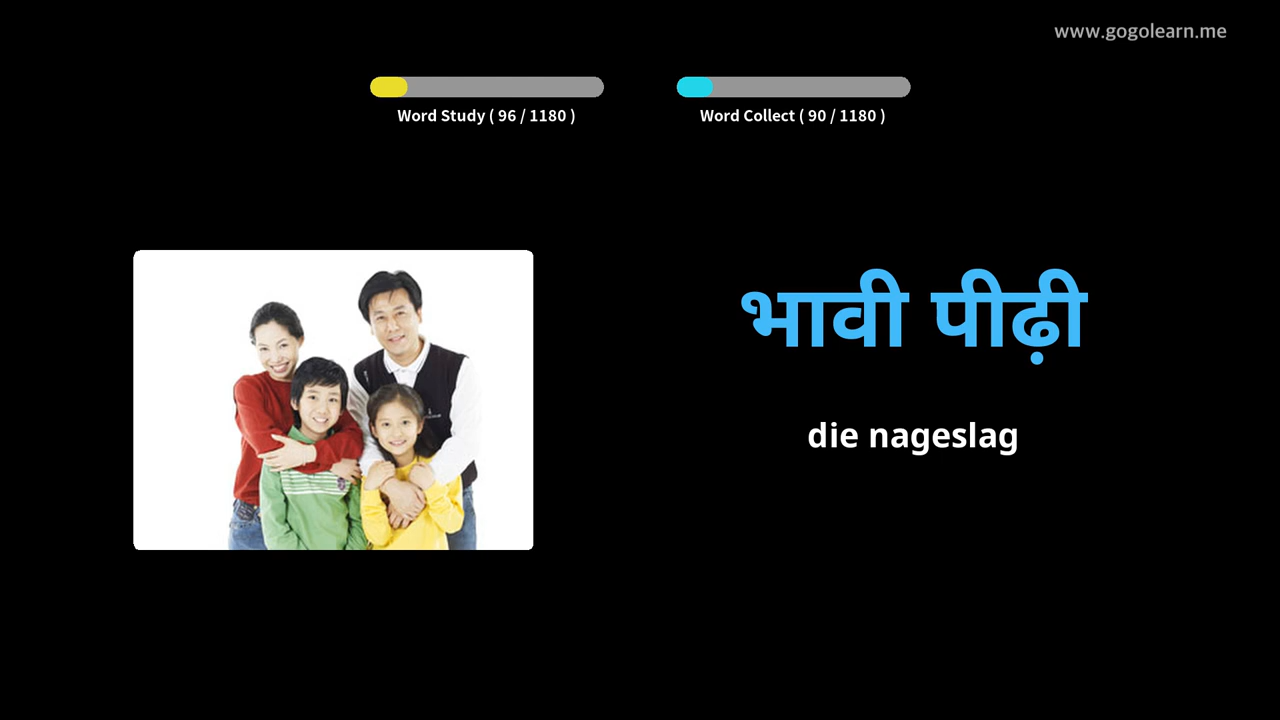 www.gogolearn.me
Word Study ( 96 / 1180 )
Word Collect ( 90 / 1180 )
भावी पीढ़ी
die nageslag